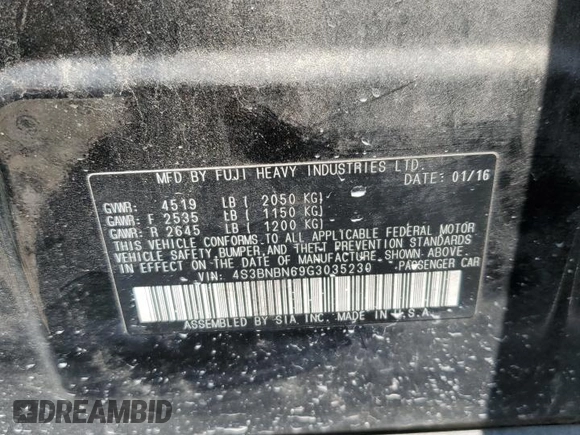 MFD BY FUJI HEAVY INDUSTRIES LTD.
DATE: 01/16
GVWR: 4519 LB ( 2050 KG)
GAWR: F 2535 LB ( 1150 KG)
GAWR: R 2645 LB ( 1200 KG)
THIS VEHICLE CONFORMS TO ALL APPLICABLE FEDERAL MOTOR
VEHICLE SAFETY, BUMPER, AND THEFT PREVENTION STANDARDS
IN EFFECT ON THE DATE OF MANUFACTURE. SHOWN ABOVE.
VIN: 4S3BNBN69G3035230 PASSENGER CAR
ASSEMBLED BY SIA INC. MADE IN U.S.A.
DREAMBID